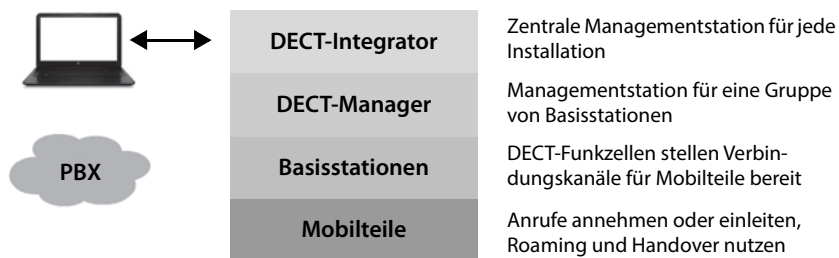 DECT-Integrator
Zentrale Managementstation für jede
Installation
DECT-Manager
Managementstation für eine Gruppe
von Basisstationen
PBX
Basisstationen
DECT-Funkzellen stellen Verbin-
dungskanäle für Mobilteile bereit
Mobilteile
Anrufe annehmen oder einleiten,
Roaming und Handover nutzen